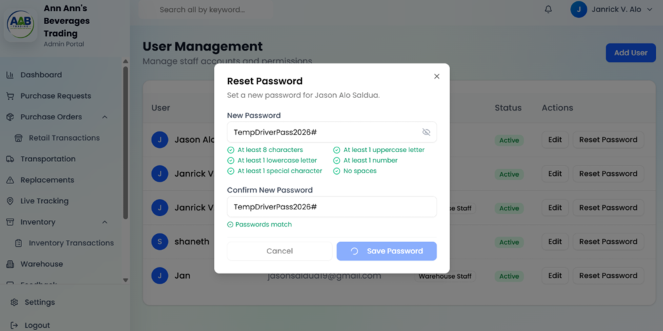 Ann Ann's
Beverages
Trading
Admin Portal
Search all by keyword...
J
Janrick V. Alo
Dashboard
Purchase Requests
Purchase Orders
Retail Transactions
Transportation
Replacements
Live Tracking
Inventory
Inventory Transactions
Warehouse
Feedback
Settings
Logout
User Management
Manage staff accounts and permissions
Add User
User
Status
Actions
J
Jason Alo
Active
Edit
Reset Password
J
Janrick V.
Active
Edit
Reset Password
J
Janrick V.
Staff
Active
Edit
Reset Password
S
shaneth
Active
Edit
Reset Password
J
Jan
jasonsaldua19@gmail.com
Warehouse Staff
Active
Edit
Reset Password
Reset Password
Set a new password for Jason Alo Saldua.
New Password
TempDriverPass2026#
At least 8 characters
At least 1 uppercase letter
At least 1 lowercase letter
At least 1 number
At least 1 special character
No spaces
Confirm New Password
TempDriverPass2026#
Passwords match
Cancel
Save Password